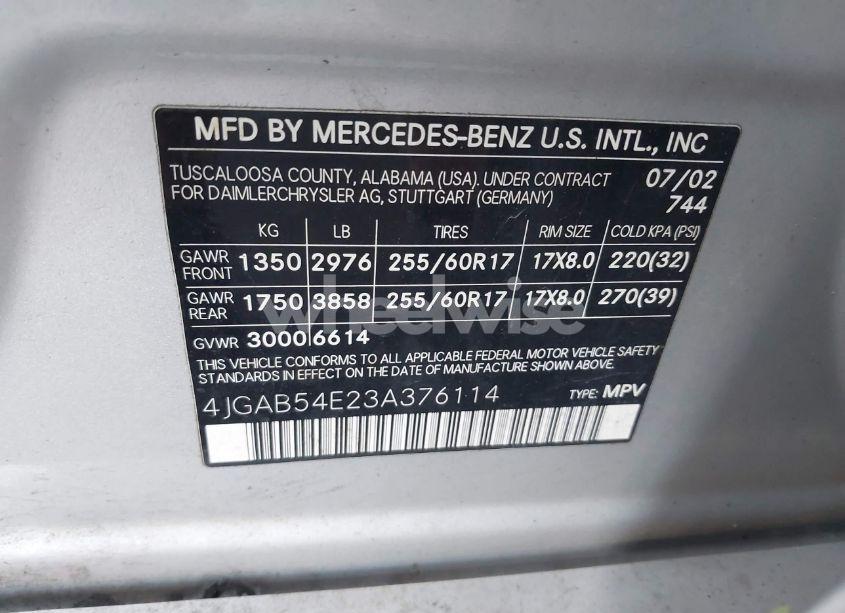 MFD BY MERCEDES-BENZ U.S. INTL., INC
TUSCALOOSA COUNTY, ALABAMA (USA). UNDER CONTRACT 07/02
FOR DAIMLERCHRYSLER AG, STUTTGART (GERMANY) 744
KG LB TIRES RIM SIZE COLD KPA (PSI)
GAWR FRONT 1350 2976 255/60R17 17X8.0 220(32)
GAWR REAR 1750 3858 255/60R17 17X8.0 270(39)
wheelwise
GVWR 3000 6614
THIS VEHICLE CONFORMS TO ALL APPLICABLE FEDERAL MOTOR VEHICLE SAFETY
STANDARDS IN EFFECT ON THE DATE OF MANUFACTURE SHOWN ABOVE.
4JGAB54E23A376114 TYPE: MPV